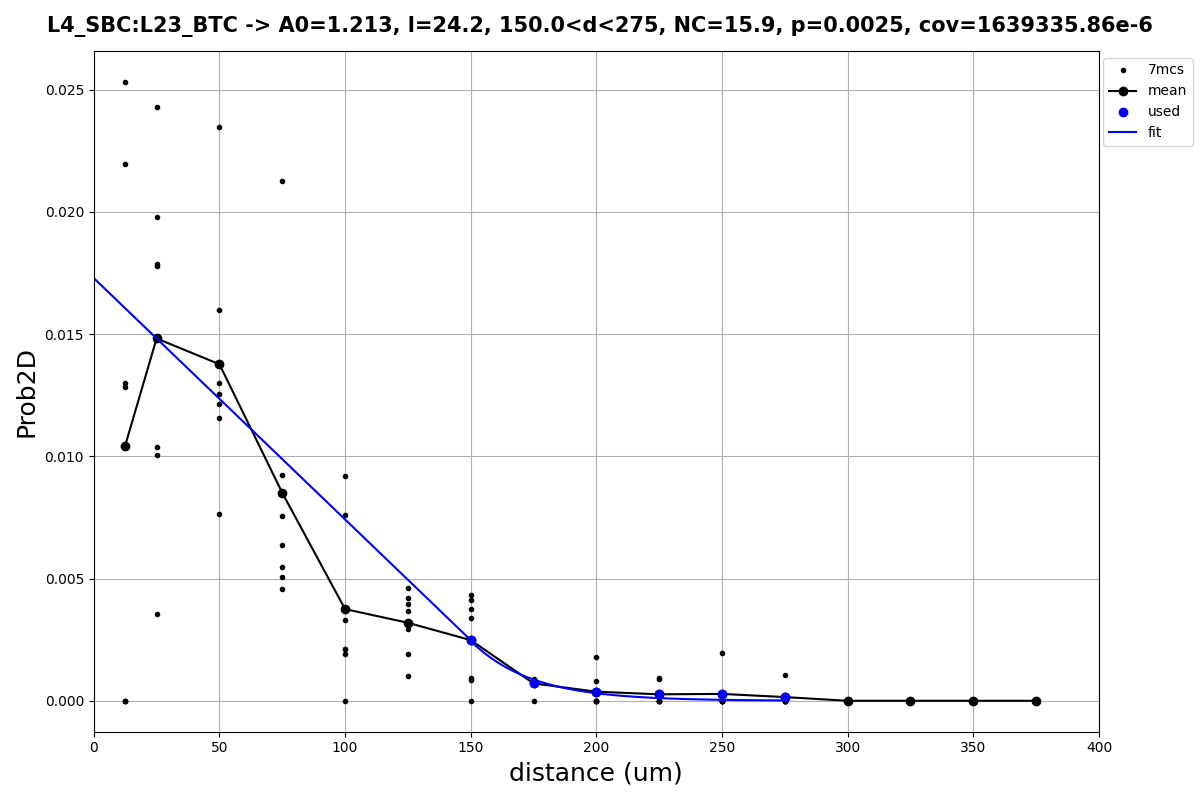 L4_SBC:L23_BTC -> A0=1.213, l=24.2, 150.0<d<275, NC=15.9, p=0.0025, cov=1639335.86e-6
7mcs
mean
used
fit
Prob2D
0.025
0.020
0.015
0.010
0.005
0.000
0 50 100 150 200 250 300 350 400
distance (um)